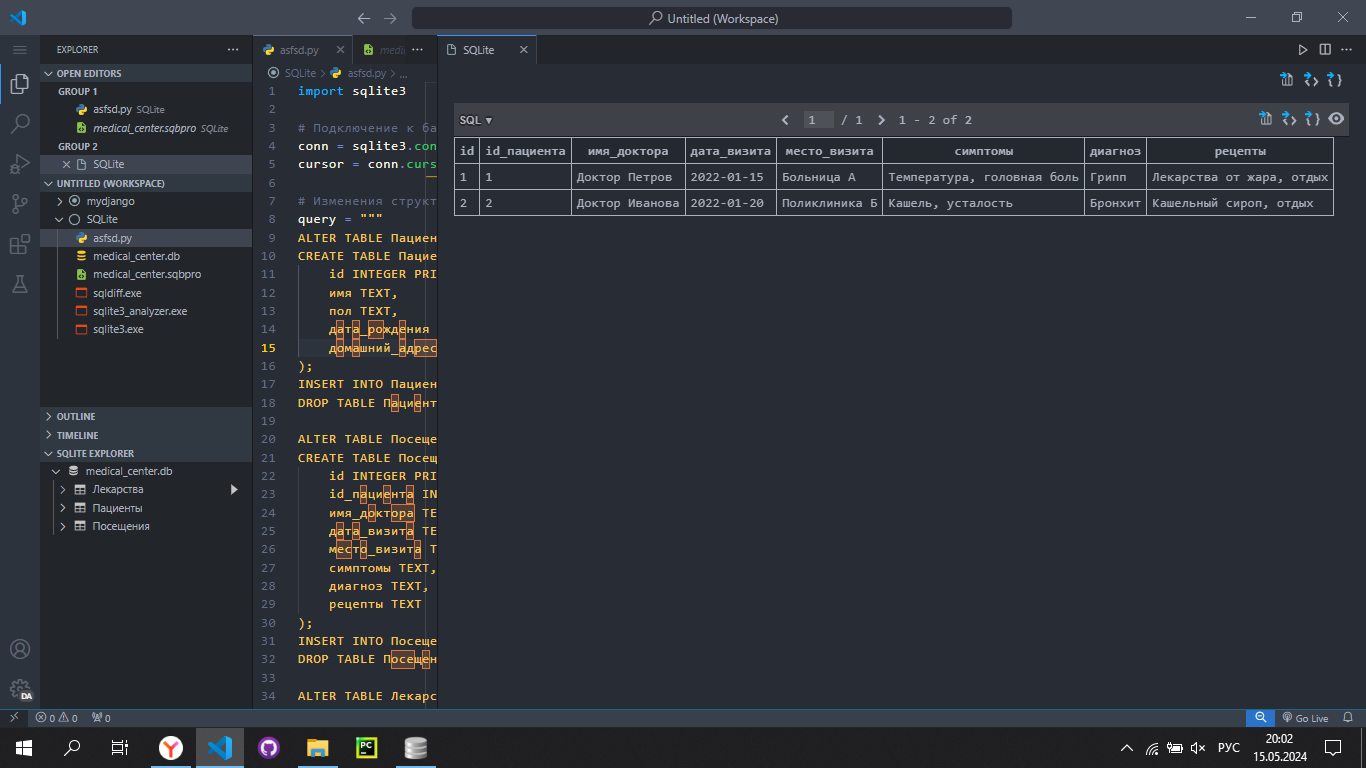 Untitled (Workspace)
EXPLORER
OPEN EDITORS
GROUP 1
asfsd.py SQLite
medical_center.sqbpro SQLite
GROUP 2
SQLite
UNTITLED (WORKSPACE)
mydjango
SQLite
asfsd.py
medical_center.db
medical_center.sqbpro
sqldiff.exe
sqlite3_analyzer.exe
sqlite3.exe
OUTLINE
TIMELINE
SQLITE EXPLORER
medical_center.db
Лекарства
Пациенты
Посещения
asfsd.py
medi
SQLite > asfsd.py > ...
1 import sqlite3
2
3 # Подключение к ба
4 conn = sqlite3.con
5 cursor = conn.curs
6
7 # Изменения структ
8 query = """
9 ALTER TABLE Пациен
10 CREATE TABLE Пацие
11 id INTEGER PRI
12 имя TEXT,
13 пол TEXT,
14 дата_рождения
15 домашний_адрес
16 );
17 INSERT INTO Пациен
18 DROP TABLE Пациент
19
20 ALTER TABLE Посеще
21 CREATE TABLE Посещ
22 id INTEGER PRI
23 id_пациента IN
24 имя_доктора TE
25 дата_визита TE
26 место_визита T
27 симптомы TEXT,
28 диагноз TEXT,
29 рецепты TEXT
30 );
31 INSERT INTO Посеще
32 DROP TABLE Посещен
33
34 ALTER TABLE Лекарс
SQLite
SQL ▾ 1 / 1 1 - 2 of 2
id id_пациента имя_доктора дата_визита место_визита симптомы диагноз рецепты
1 1 Доктор Петров 2022-01-15 Больница А Температура, головная боль Грипп Лекарства от жара, отдых
2 2 Доктор Иванова 2022-01-20 Поликлиника Б Кашель, усталость Бронхит Кашельный сироп, отдых
DA
0 0 0
Go Live
Y
PC
РУС
20:02
15.05.2024